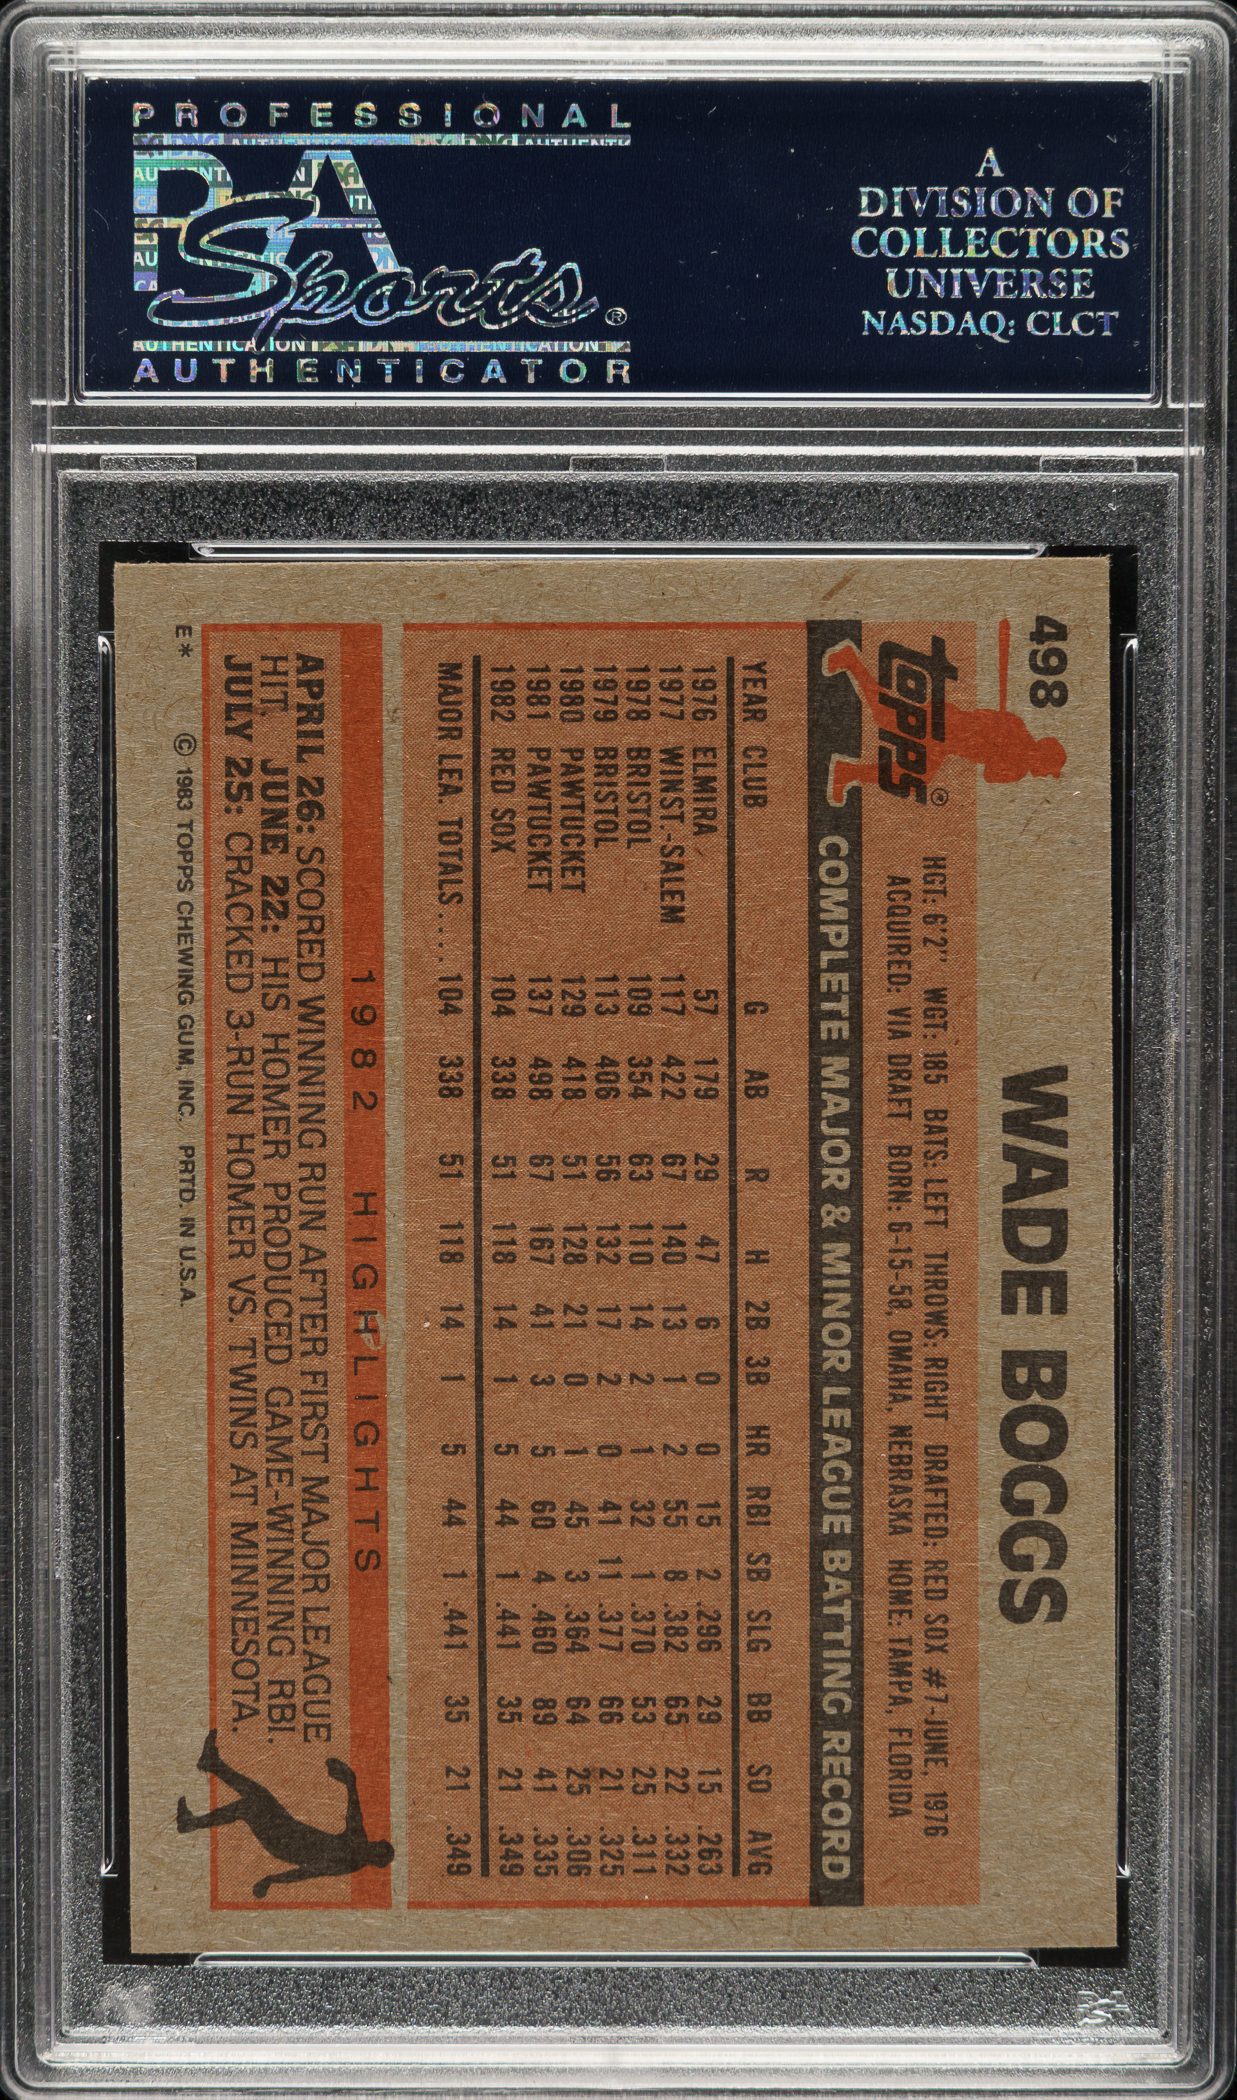 PROFESSIONAL
PSA
Sports®
AUTHENTICATOR
A
DIVISION OF
COLLECTORS
UNIVERSE
NASDAQ: CLCT
498
WADE BOGGS
Topps®
HGT: 6'2" WGT: 185 BATS: LEFT THROWS: RIGHT DRAFTED: RED SOX #7-JUNE, 1976
ACQUIRED: VIA DRAFT BORN: 6-15-58, OMAHA, NEBRASKA HOME: TAMPA, FLORIDA
COMPLETE MAJOR & MINOR LEAGUE BATTING RECORD
YEAR CLUB G AB R H 2B 3B HR RBI SB SLG BB SO AVG
1976 ELMIRA 57 179 29 47 6 0 0 15 2 .296 29 15 .263
1977 WINST.-SALEM 117 422 67 140 13 1 2 55 8 .382 65 22 .332
1978 BRISTOL 109 354 63 110 14 2 1 32 1 .370 53 25 .311
1979 BRISTOL 113 406 56 132 17 2 0 41 11 .377 66 21 .325
1980 PAWTUCKET 129 418 51 128 21 0 1 45 3 .364 64 25 .306
1981 PAWTUCKET 137 498 67 167 41 3 5 60 4 .460 89 41 .335
1982 RED SOX 104 338 51 118 14 1 5 44 1 .441 35 21 .349
MAJOR LEA. TOTALS.... 104 338 51 118 14 1 5 44 1 .441 35 21 .349
1982 HIGHLIGHTS
APRIL 26: SCORED WINNING RUN AFTER FIRST MAJOR LEAGUE
HIT. JUNE 22: HIS HOMER PRODUCED GAME-WINNING RBI.
JULY 25: CRACKED 3-RUN HOMER VS. TWINS AT MINNESOTA.
E* © 1983 TOPPS CHEWING GUM, INC. PRTD. IN U.S.A.